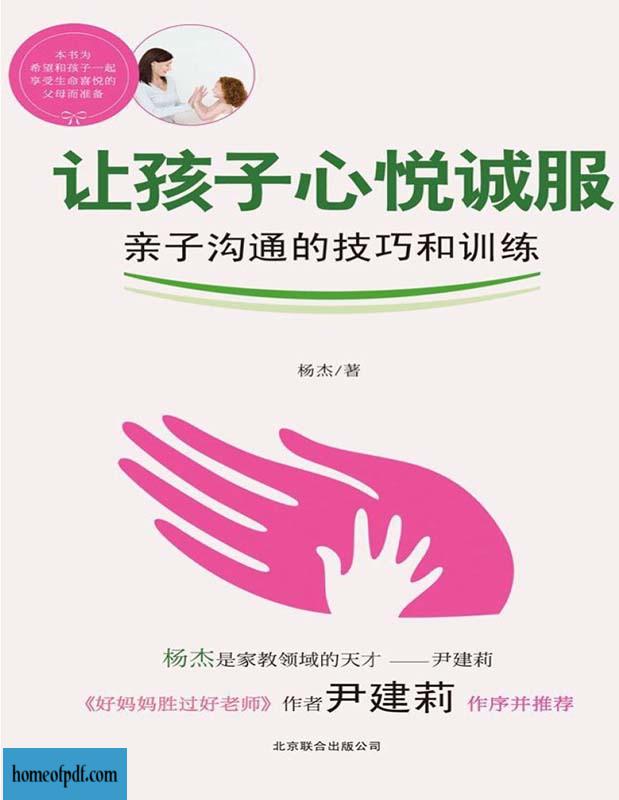 本书为
希望和孩子一起
享受生命喜悦的
父母而准备
让孩子心悦诚服
亲子沟通的技巧和训练
杨杰/著
杨杰是家教领域的天才 ——尹建莉
《好妈妈胜过好老师》作者尹建莉 作序并推荐
北京联合出版公司
homeofpdf.com